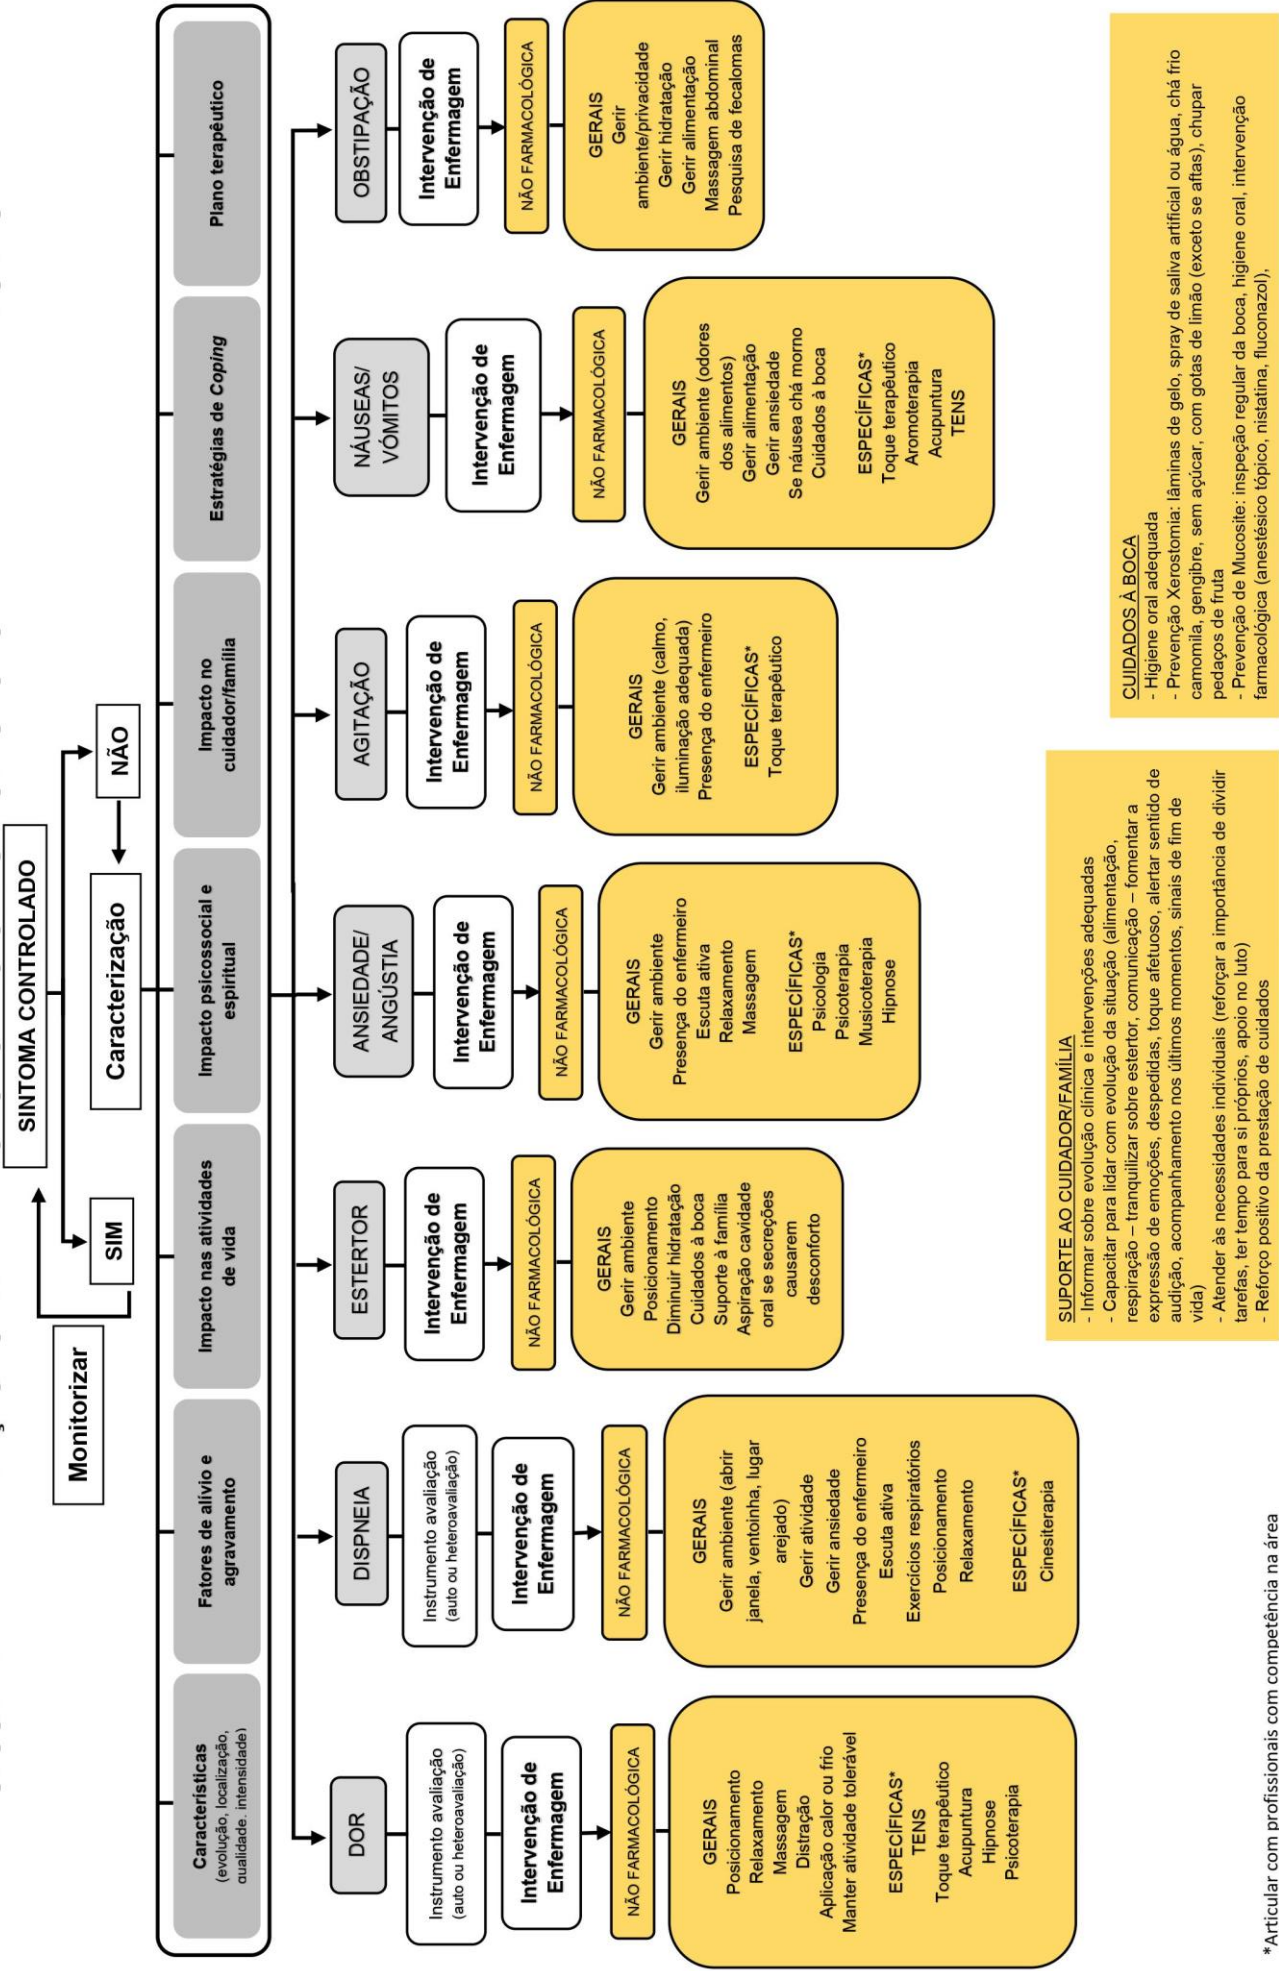 SINTOMA CONTROLADO
Monitorizar
SIM
NÃO
Caracterização
Características
(evolução, localização,
qualidade, intensidade)
Fatores de alívio e
agravamento
Impacto nas atividades
de vida
Impacto psicossocial e
espiritual
Impacto no
cuidador/família
Estratégias de Coping
Plano terapêutico
DOR
Instrumento avaliação
(auto ou heteroavaliação)
Intervenção de
Enfermagem
NÃO FARMACOLÓGICA
GERAIS
Posicionamento
Relaxamento
Massagem
Distração
Aplicação calor ou frio
Manter atividade tolerável
ESPECÍFICAS*
TENS
Toque terapêutico
Acupuntura
Hipnose
Psicoterapia
DISPNEIA
Instrumento avaliação
(auto ou heteroavaliação)
Intervenção de
Enfermagem
NÃO FARMACOLÓGICA
GERAIS
Gerir ambiente (abrir
janela, ventoinha, lugar
arejado)
Gerir atividade
Gerir ansiedade
Presença do enfermeiro
Escuta ativa
Exercícios respiratórios
Posicionamento
Relaxamento
ESPECÍFICAS*
Cinesiterapia
ESTERTOR
Intervenção de
Enfermagem
NÃO FARMACOLÓGICA
GERAIS
Gerir ambiente
Posicionamento
Diminuir hidratação
Cuidados à boca
Suporte à família
Aspiração cavidade
oral se secreções
causarem
desconforto
ANSIEDADE/
ANGÚSTIA
Intervenção de
Enfermagem
NÃO FARMACOLÓGICA
GERAIS
Gerir ambiente
Presença do enfermeiro
Escuta ativa
Relaxamento
Massagem
ESPECÍFICAS*
Psicologia
Psicoterapia
Musicoterapia
Hipnose
AGITAÇÃO
Intervenção de
Enfermagem
NÃO FARMACOLÓGICA
GERAIS
Gerir ambiente (calmo,
iluminação adequada)
Presença do enfermeiro
ESPECÍFICAS*
Toque terapêutico
NÁUSEAS/
VÓMITOS
Intervenção de
Enfermagem
NÃO FARMACOLÓGICA
GERAIS
Gerir ambiente (odores
dos alimentos)
Gerir alimentação
Gerir ansiedade
Se náusea chá morno
Cuidados à boca
ESPECÍFICAS*
Toque terapêutico
Aromoterapia
Acupuntura
TENS
OBSTIPAÇÃO
Intervenção de
Enfermagem
NÃO FARMACOLÓGICA
GERAIS
Gerir
ambiente/privacidade
Gerir hidratação
Gerir alimentação
Massagem abdominal
Pesquisa de fecalomas
SUPORTE AO CUIDADOR/FAMÍLIA
- Informar sobre evolução clínica e intervenções adequadas
- Capacitar para lidar com evolução da situação (alimentação,
respiração – tranquilizar sobre estertor, comunicação – fomentar a
expressão de emoções, despedidas, toque afetuoso, alertar sentido de
audição, acompanhamento nos últimos momentos, sinais de fim de
vida)
- Atender às necessidades individuais (reforçar a importância de dividir
tarefas, ter tempo para si próprios, apoio no luto)
- Reforço positivo da prestação de cuidados
CUIDADOS À BOCA
- Higiene oral adequada
- Prevenção Xerostomia: lâminas de gelo, spray de saliva artificial ou água, chá frio
camomila, gengibre, sem açúcar, com gotas de limão (exceto se aftas), chupar
pedaços de fruta
- Prevenção de Mucosite: inspeção regular da boca, higiene oral, intervenção
farmacológica (anestésico tópico, nistatina, fluconazol),
*Articular com profissionais com competência na área